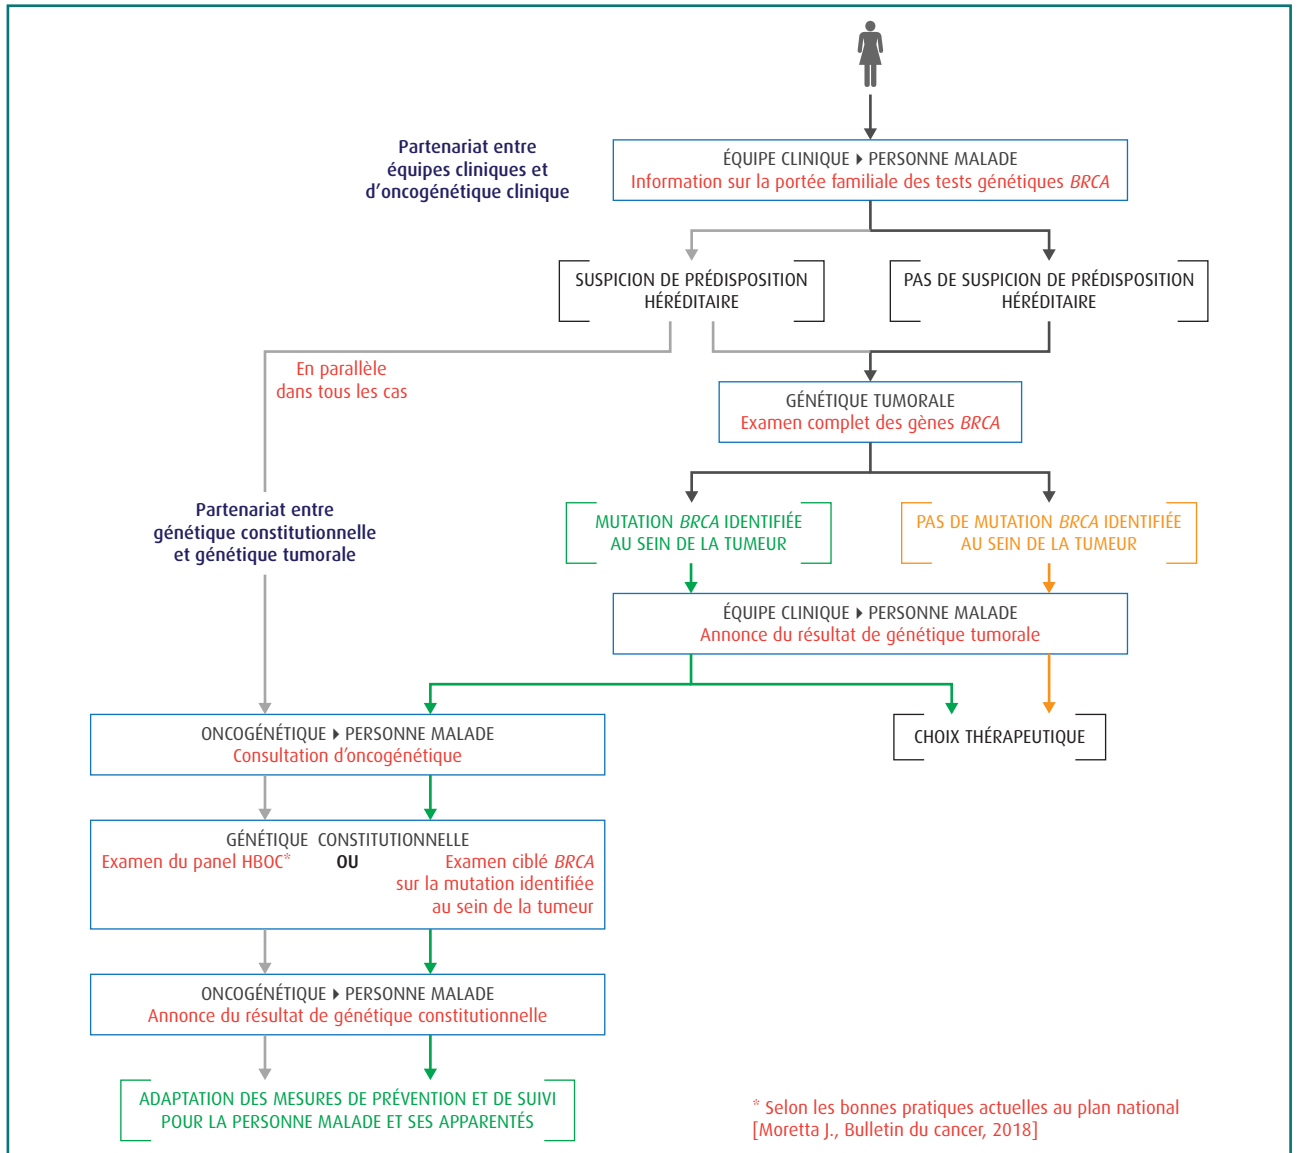 Partenariat entre
équipes cliniques et
d'oncogénétique clinique
ÉQUIPE CLINIQUE ▸ PERSONNE MALADE
Information sur la portée familiale des tests génétiques BRCA
SUSPICION DE PRÉDISPOSITION
HÉRÉDITAIRE
PAS DE SUSPICION DE PRÉDISPOSITION
HÉRÉDITAIRE
En parallèle
dans tous les cas
GÉNÉTIQUE TUMORALE
Examen complet des gènes BRCA
Partenariat entre
génétique constitutionnelle
et génétique tumorale
MUTATION BRCA IDENTIFIÉE
AU SEIN DE LA TUMEUR
PAS DE MUTATION BRCA IDENTIFIÉE
AU SEIN DE LA TUMEUR
ÉQUIPE CLINIQUE ▸ PERSONNE MALADE
Annonce du résultat de génétique tumorale
ONCOGÉNÉTIQUE ▸ PERSONNE MALADE
Consultation d'oncogénétique
CHOIX THÉRAPEUTIQUE
GÉNÉTIQUE CONSTITUTIONNELLE
Examen du panel HBOC* OU Examen ciblé BRCA
sur la mutation identifiée
au sein de la tumeur
ONCOGÉNÉTIQUE ▸ PERSONNE MALADE
Annonce du résultat de génétique constitutionnelle
ADAPTATION DES MESURES DE PRÉVENTION ET DE SUIVI
POUR LA PERSONNE MALADE ET SES APPARENTÉS
* Selon les bonnes pratiques actuelles au plan national
[Moretta J., Bulletin du cancer, 2018]